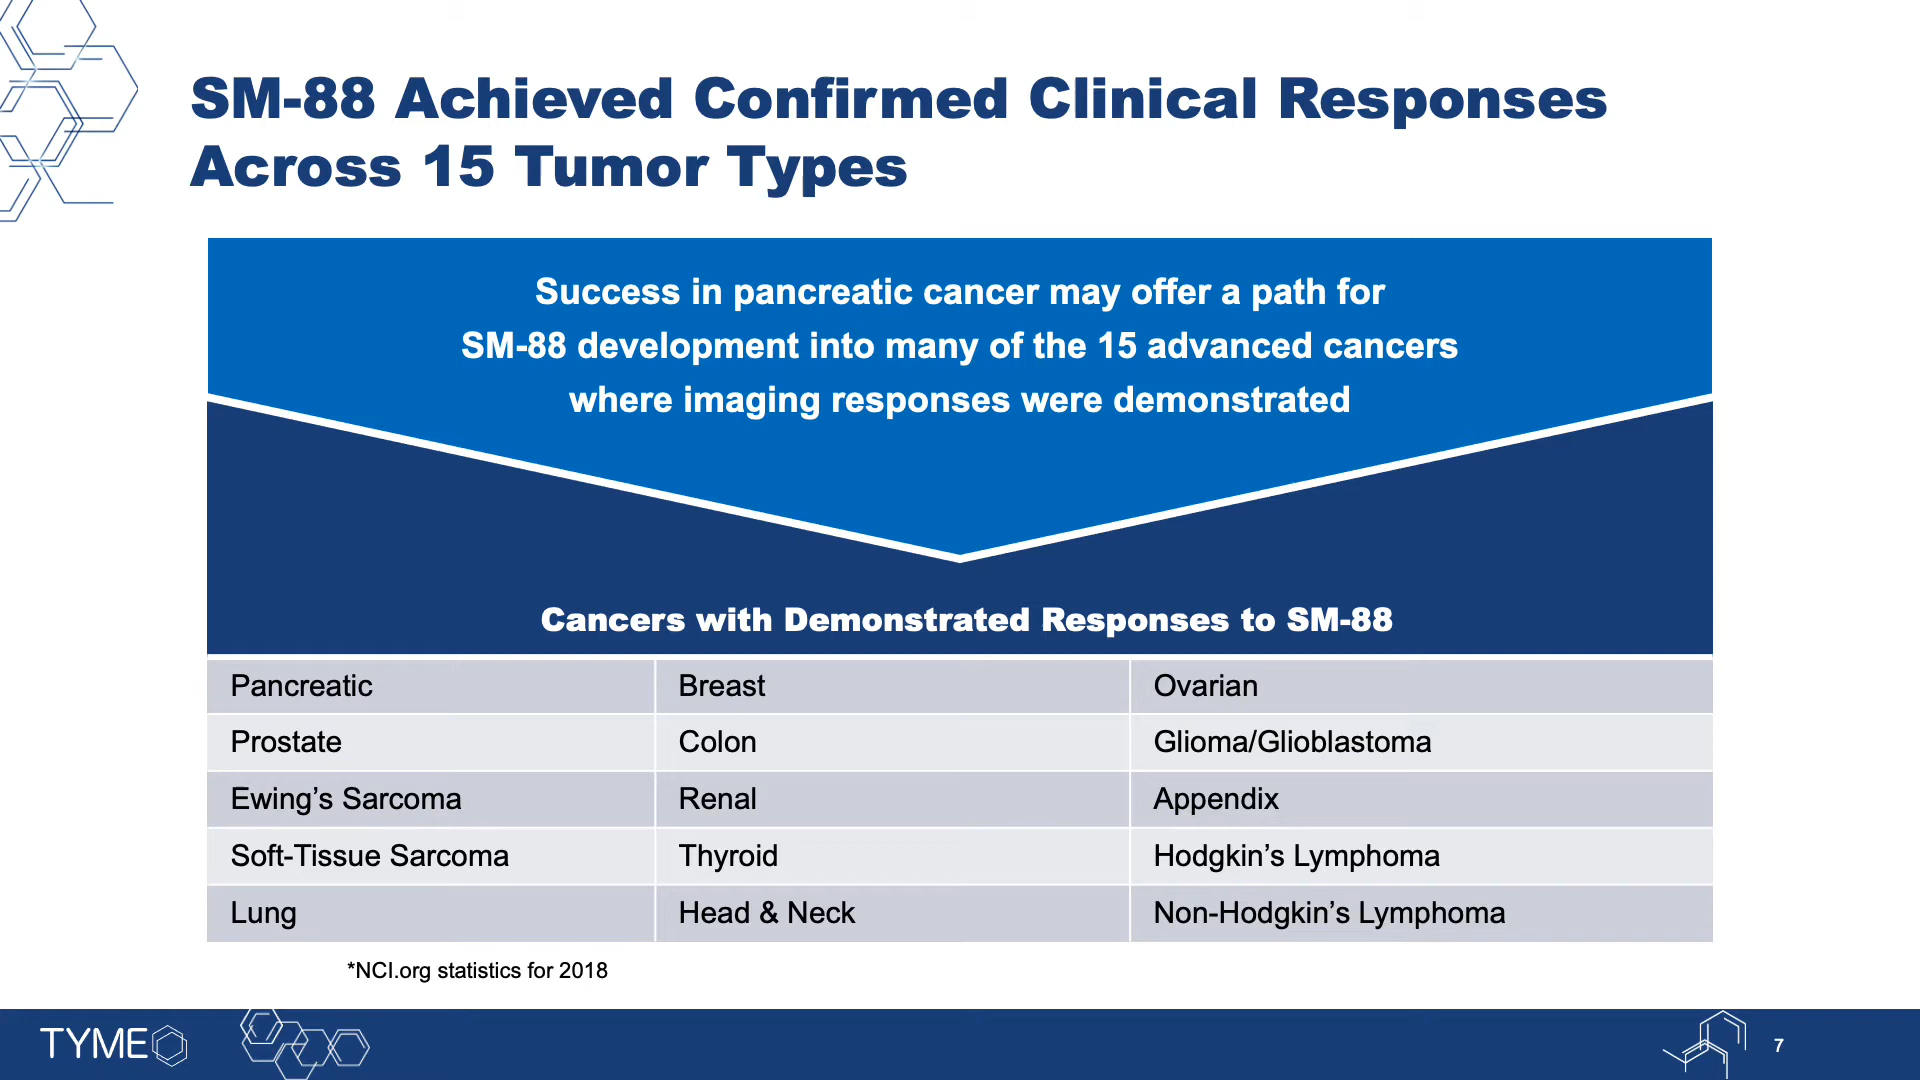 SM-88 Achieved Confirmed Clinical Responses
Across 15 Tumor Types
Success in pancreatic cancer may offer a path for
SM-88 development into many of the 15 advanced cancers
where imaging responses were demonstrated
Cancers with Demonstrated Responses to SM-88
Pancreatic Breast Ovarian
Prostate Colon Glioma/Glioblastoma
Ewing’s Sarcoma Renal Appendix
Soft-Tissue Sarcoma Thyroid Hodgkin’s Lymphoma
Lung Head & Neck Non-Hodgkin’s Lymphoma
*NCI.org statistics for 2018
TYME
7